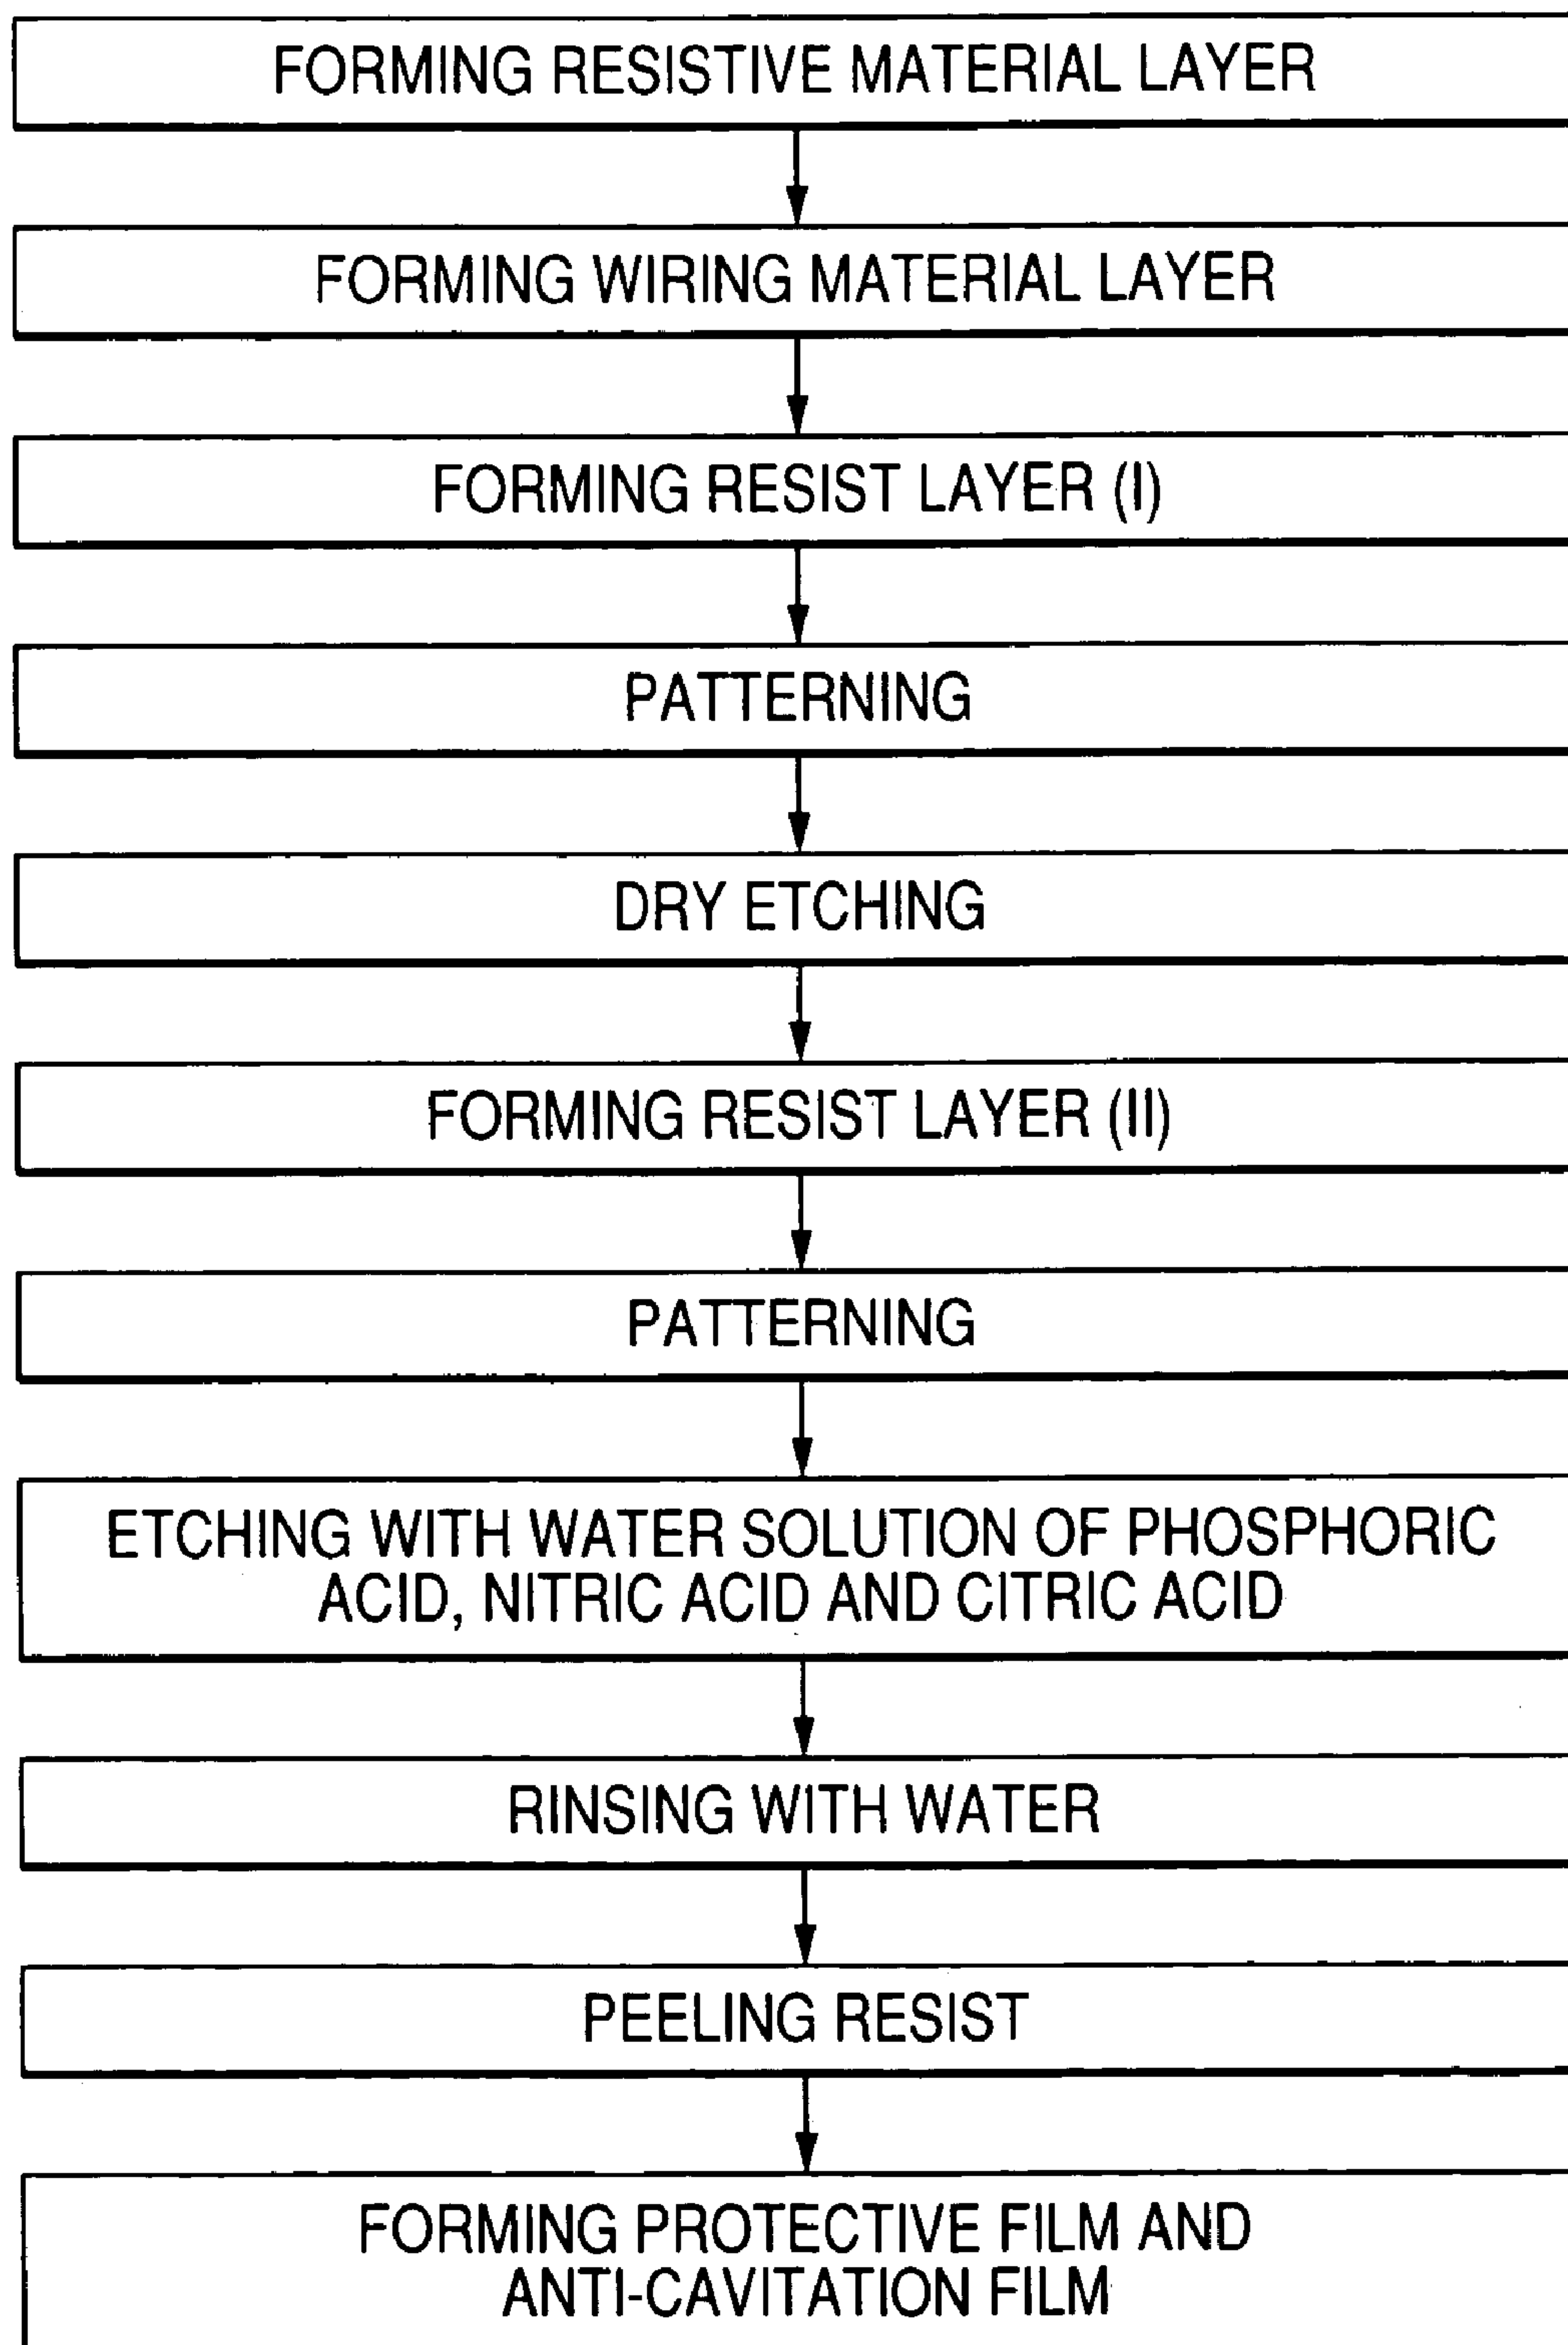 FORMING RESISTIVE MATERIAL LAYER
FORMING WIRING MATERIAL LAYER
FORMING RESIST LAYER (I)
PATTERNING
DRY ETCHING
FORMING RESIST LAYER (II)
PATTERNING
ETCHING WITH WATER SOLUTION OF PHOSPHORIC
ACID, NITRIC ACID AND CITRIC ACID
RINSING WITH WATER
PEELING RESIST
FORMING PROTECTIVE FILM AND
ANTI-CAVITATION FILM